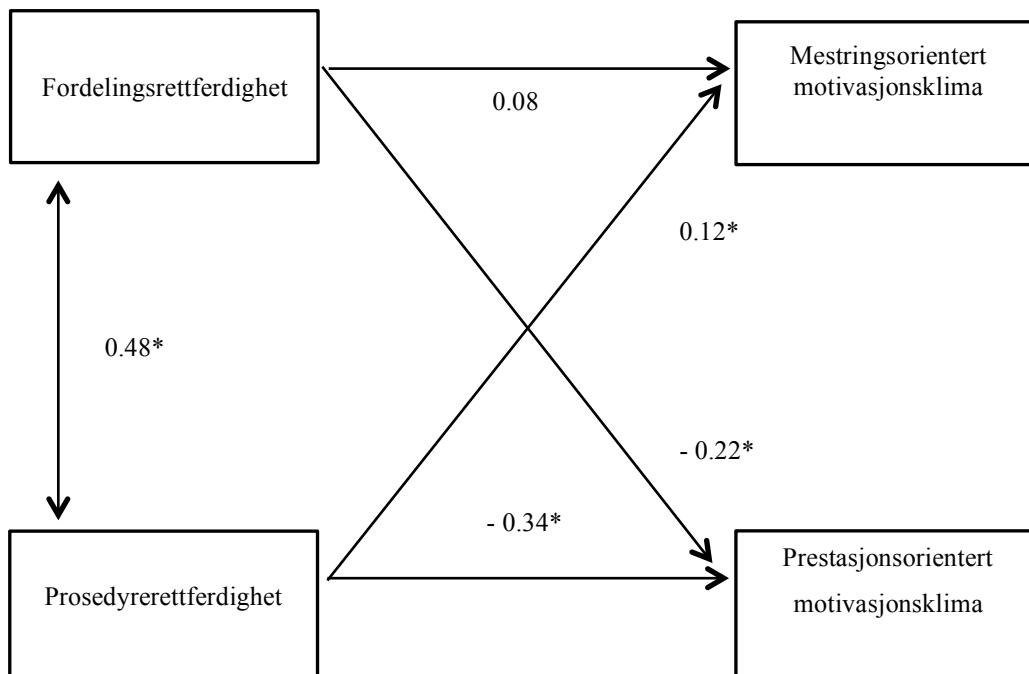 Fordelingsrettferdighet
Mestringsorientert
motivasjonsklima
0.08
0.12*
0.48*
- 0.22*
- 0.34*
Prosedyrerettferdighet
Prestasjonsorientert
motivasjonsklima